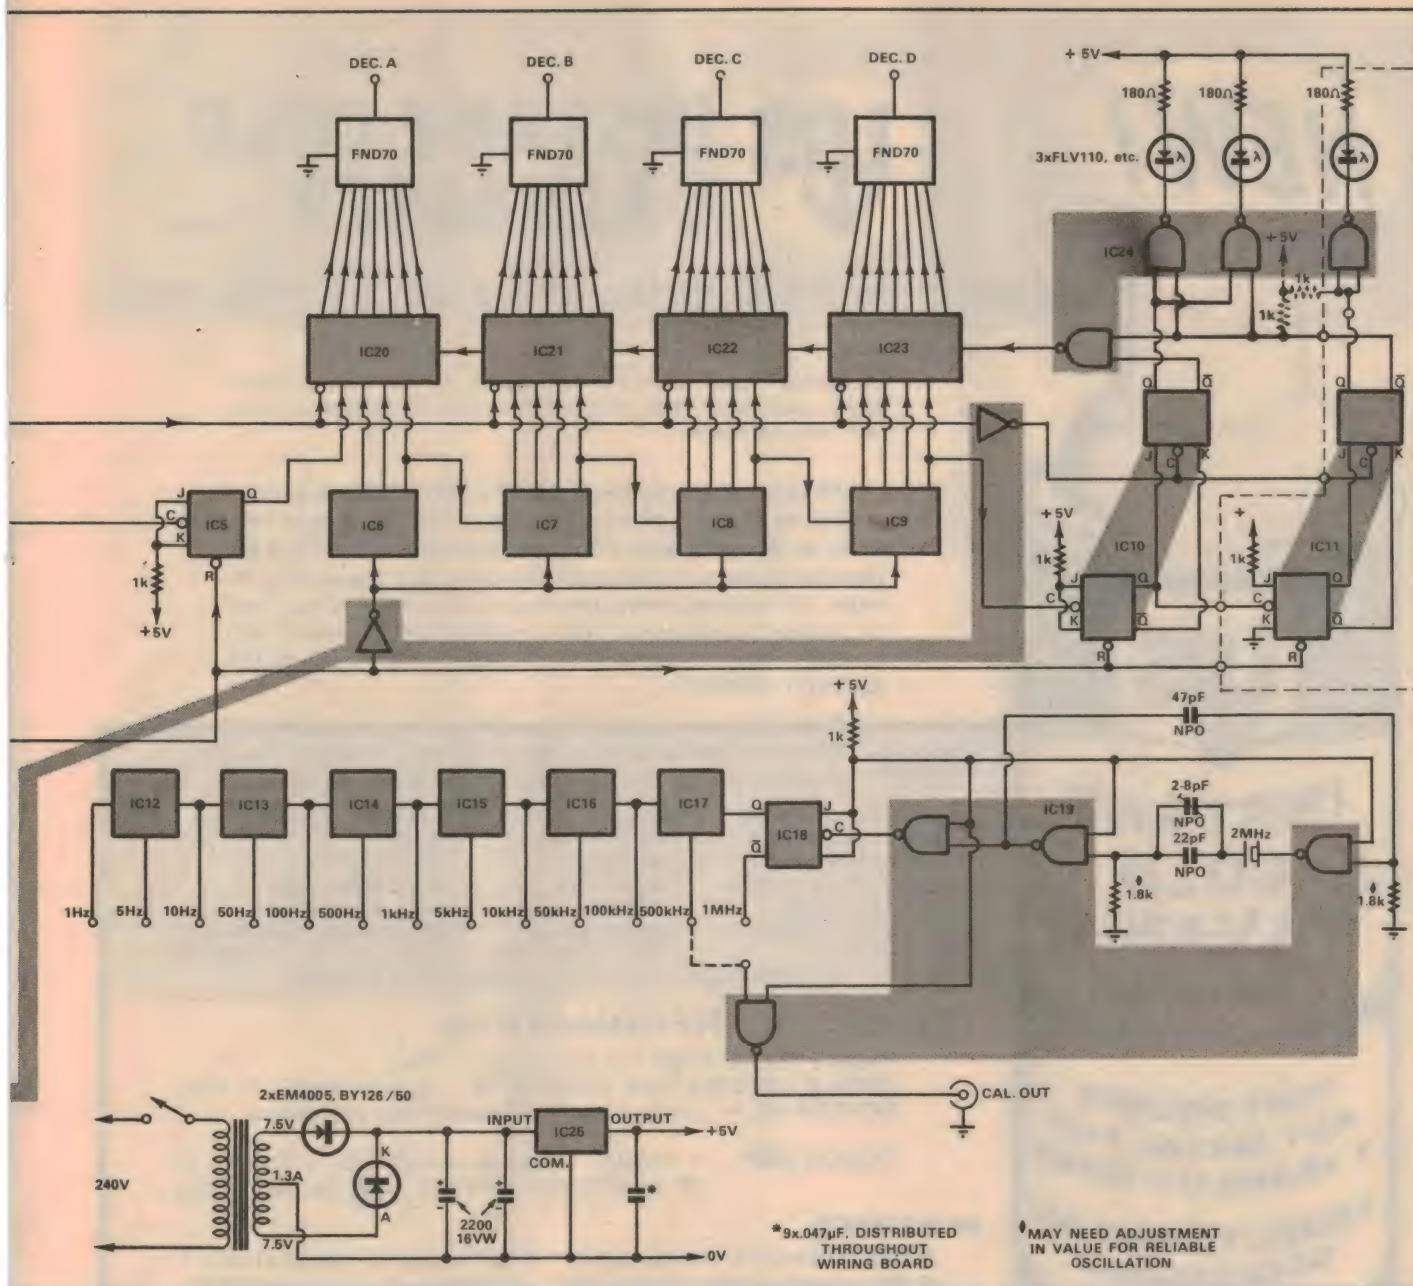 DEC. A
DEC. B
DEC. C
DEC. D
+ 5V
180Ω
180Ω
180Ω
FND70
FND70
FND70
FND70
3xFLV110, etc.
λ
λ
λ
IC24
+5V
1k
1k
IC20
IC21
IC22
IC23
Q
Q̅
Q
J
C
K
J
C
K
J
Q
C
K
R
IC5
IC6
IC7
IC8
IC9
1k
+5V
+5V
1k
IC10
+
1k
IC11
J
Q
C
K
Q̅
R
J
Q
C
K
Q̅
R
+ 5V
1k
47pF
NPO
IC12
IC13
IC14
IC15
IC16
IC17
Q
J
IC18
C
Q̅
IC19
2-8pF
NPO
22pF
NPO
2MHz
1.8k
1.8k
1Hz
5Hz
10Hz
50Hz
100Hz
500Hz
1kHz
5kHz
10kHz
50kHz
100kHz
500kHz
1MHz
CAL. OUT
2xEM4005, BY126/50
7.5V
INPUT
IC25
OUTPUT
+5V
COM.
K
A
240V
1.3A
7.5V
+
-
+
-
2200
16VW
*
0V
*9x.047µF, DISTRIBUTED
THROUGHOUT
WIRING BOARD
♦MAY NEED ADJUSTMENT
IN VALUE FOR RELIABLE
OSCILLATION